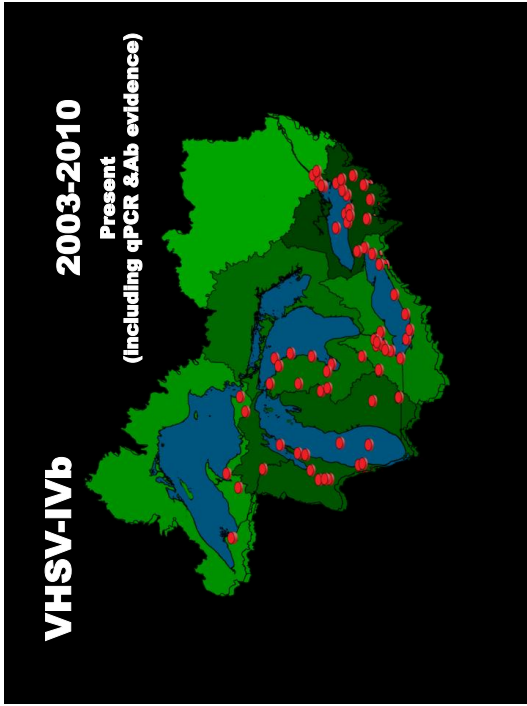 VHSV-IVb 2003-2010
Present
(including qPCR &Ab evidence)